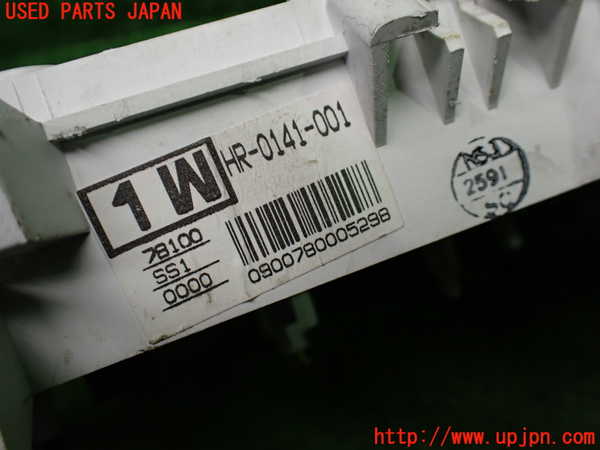 USED PARTS JAPAN
HR-0141-001
1W
78100
SS1
0000
0900780005298
2591
http://www.upjpn.com/